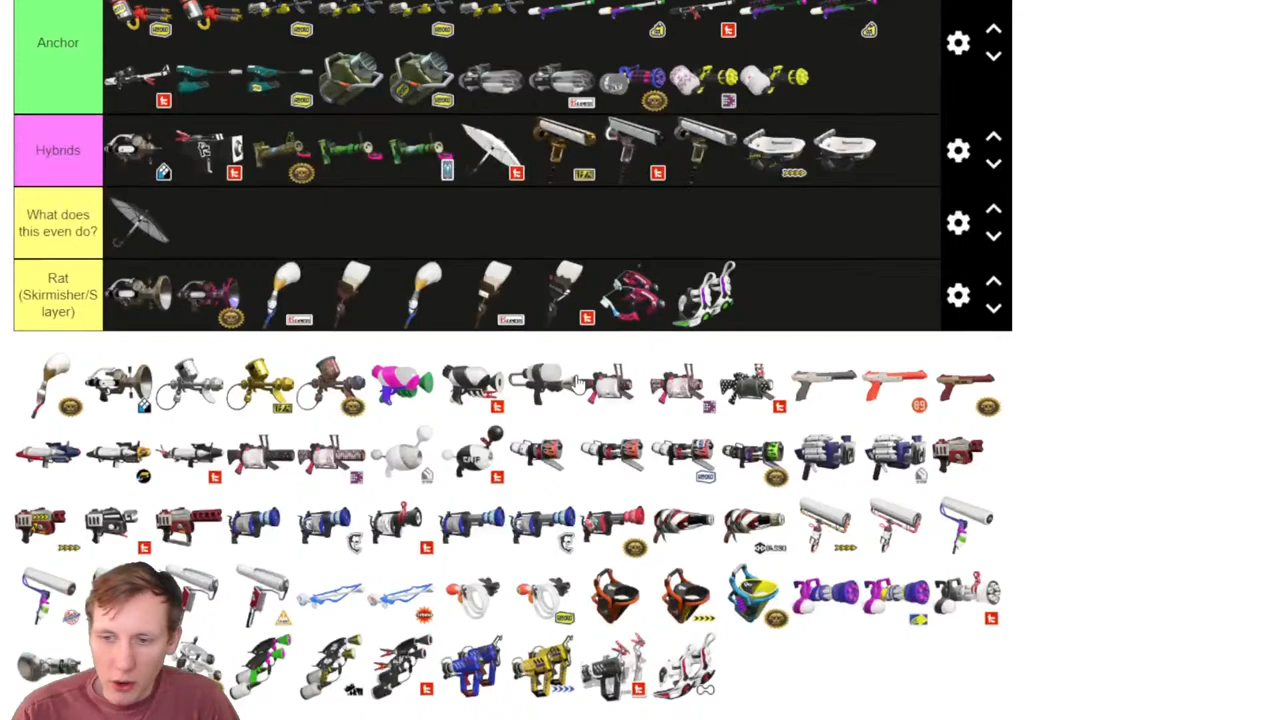 Anchor
Hybrids
What does
this even do?
Rat
(Skirmisher/S
layer)